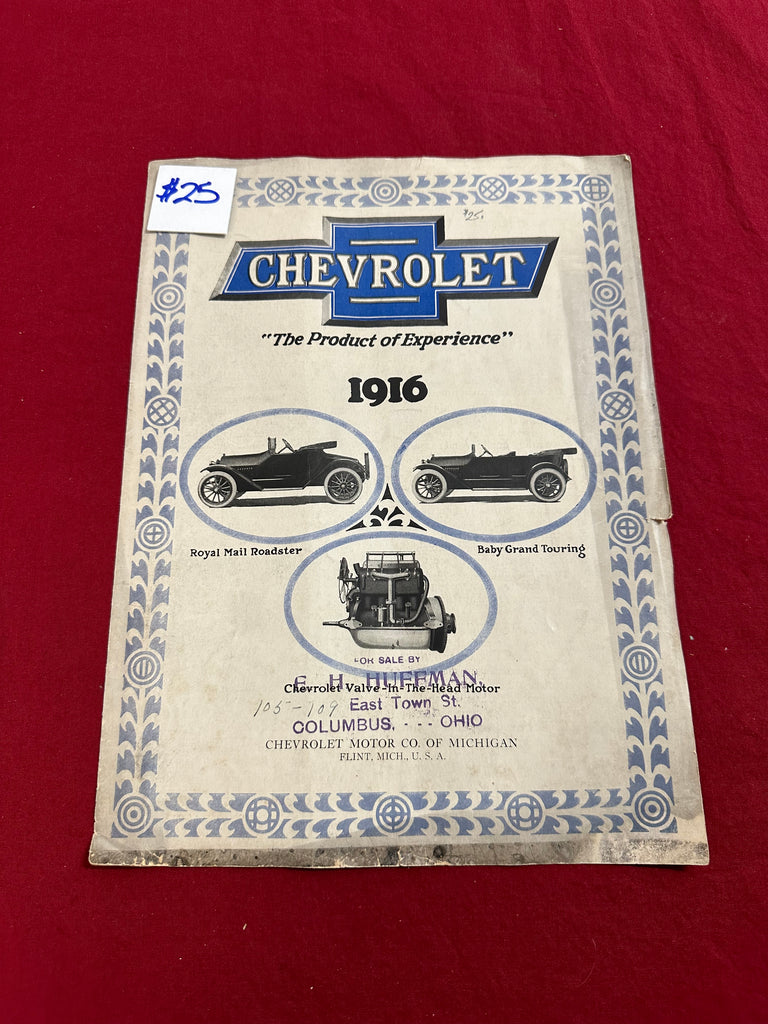 $25
$25.
CHEVROLET
"The Product of Experience"
1916
Royal Mail Roadster
Baby Grand Touring
FOR SALE BY
E. H. HUFFMAN,
Chevrolet Valve-In-The-Head Motor
105-109 East Town St.
COLUMBUS, - - - OHIO
CHEVROLET MOTOR CO. OF MICHIGAN
FLINT, MICH., U. S. A.